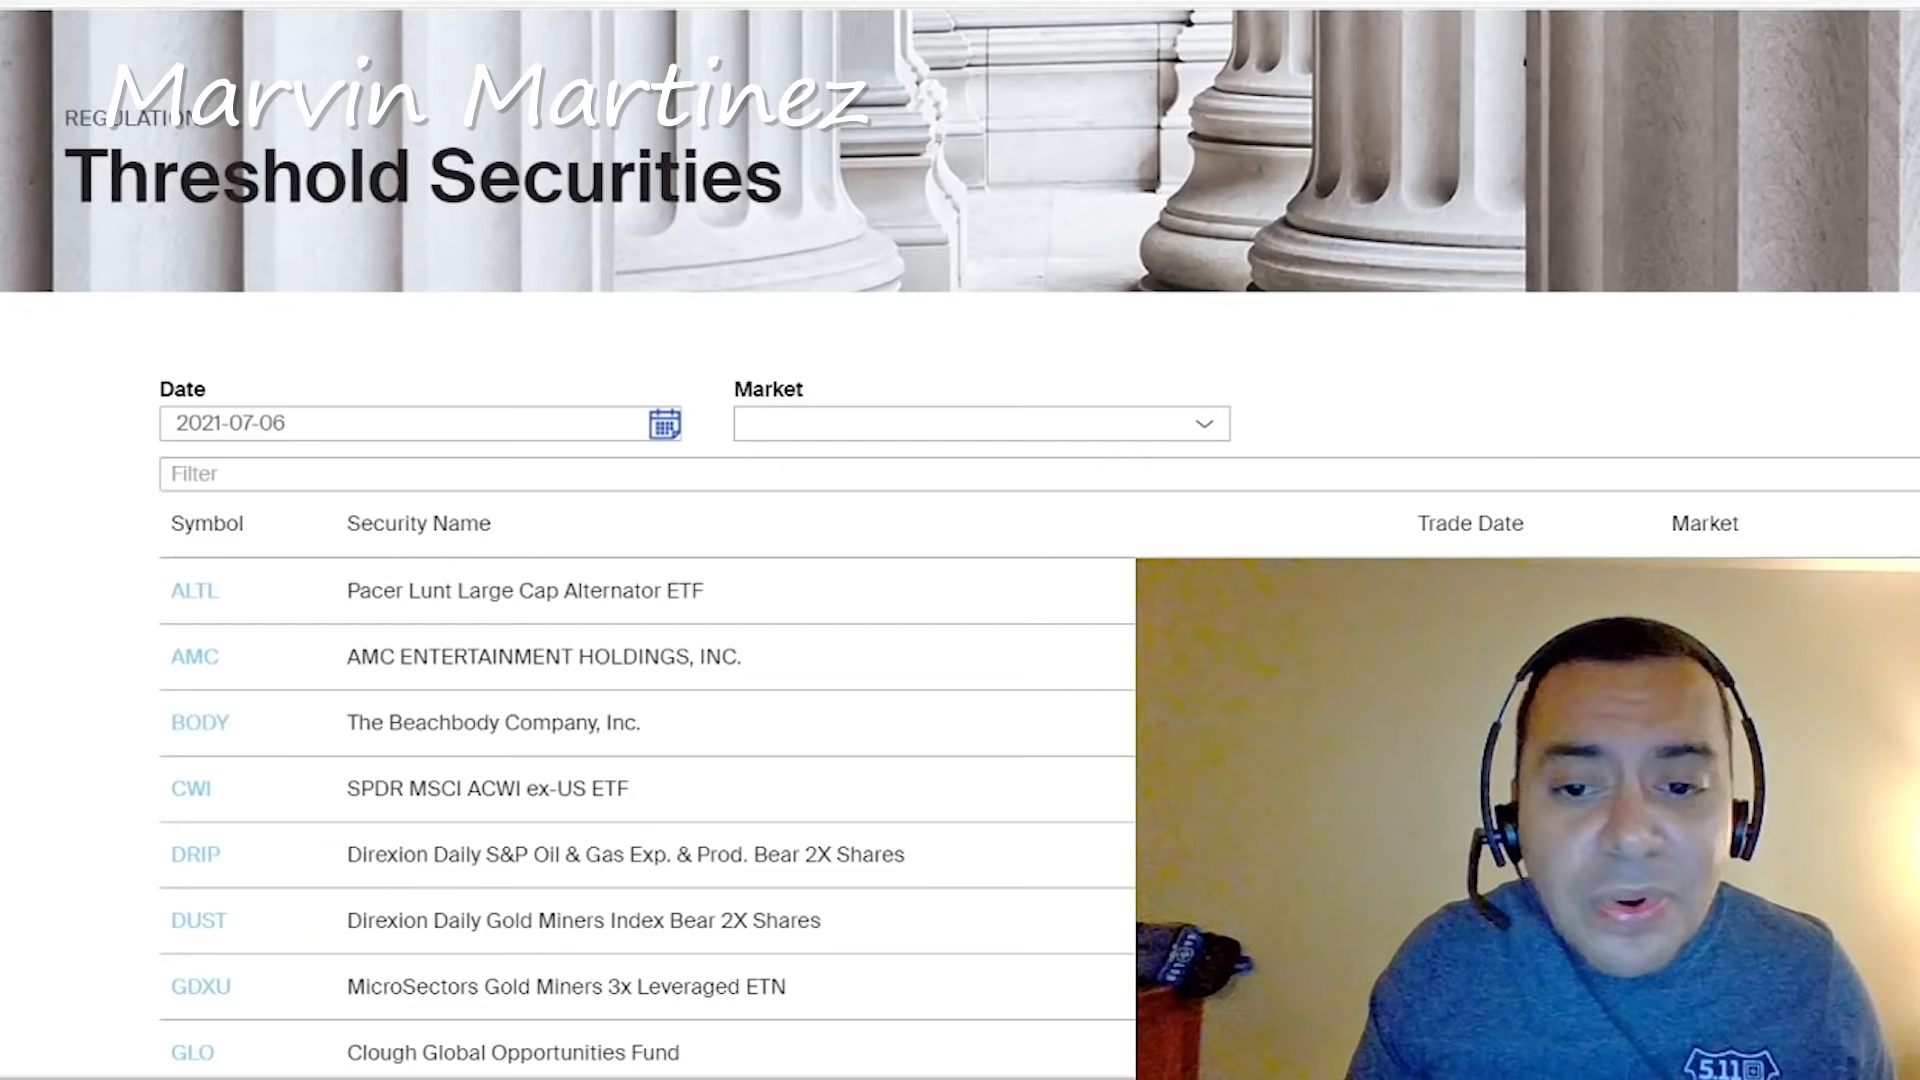 Marvin Martinez
REGULATION
Threshold Securities
Date
Market
2021-07-06
Filter
Symbol Security Name Trade Date Market
ALTL Pacer Lunt Large Cap Alternator ETF
AMC AMC ENTERTAINMENT HOLDINGS, INC.
BODY The Beachbody Company, Inc.
CWI SPDR MSCI ACWI ex-US ETF
DRIP Direxion Daily S&P Oil & Gas Exp. & Prod. Bear 2X Shares
DUST Direxion Daily Gold Miners Index Bear 2X Shares
GDXU MicroSectors Gold Miners 3x Leveraged ETN
GLO Clough Global Opportunities Fund
5.11